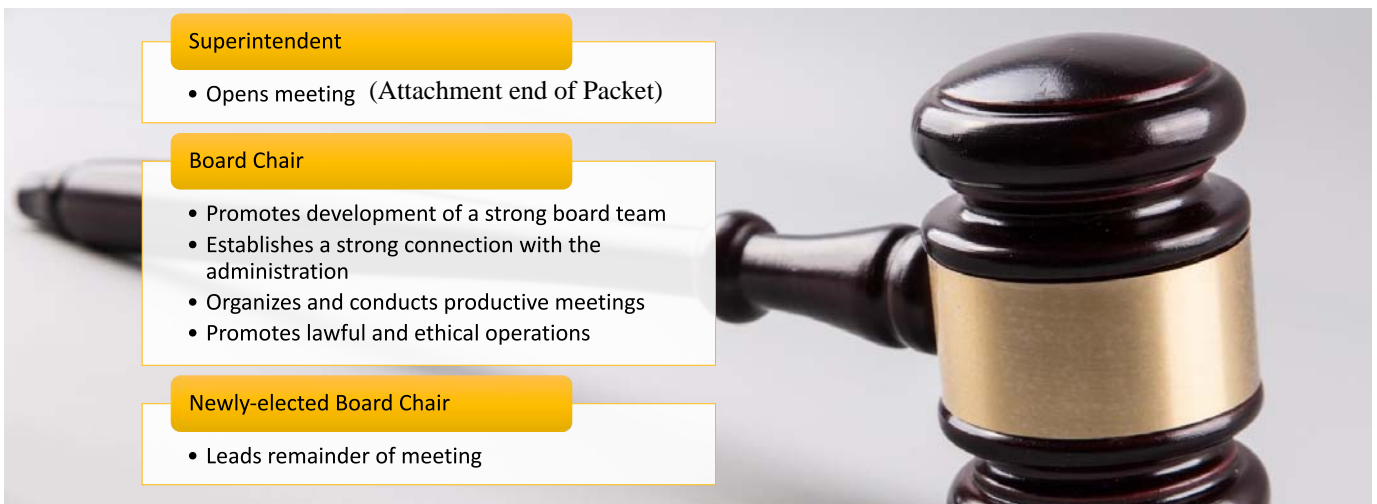 Superintendent
• Opens meeting (Attachment end of Packet)
Board Chair
• Promotes development of a strong board team
• Establishes a strong connection with the
administration
• Organizes and conducts productive meetings
• Promotes lawful and ethical operations
Newly-elected Board Chair
• Leads remainder of meeting